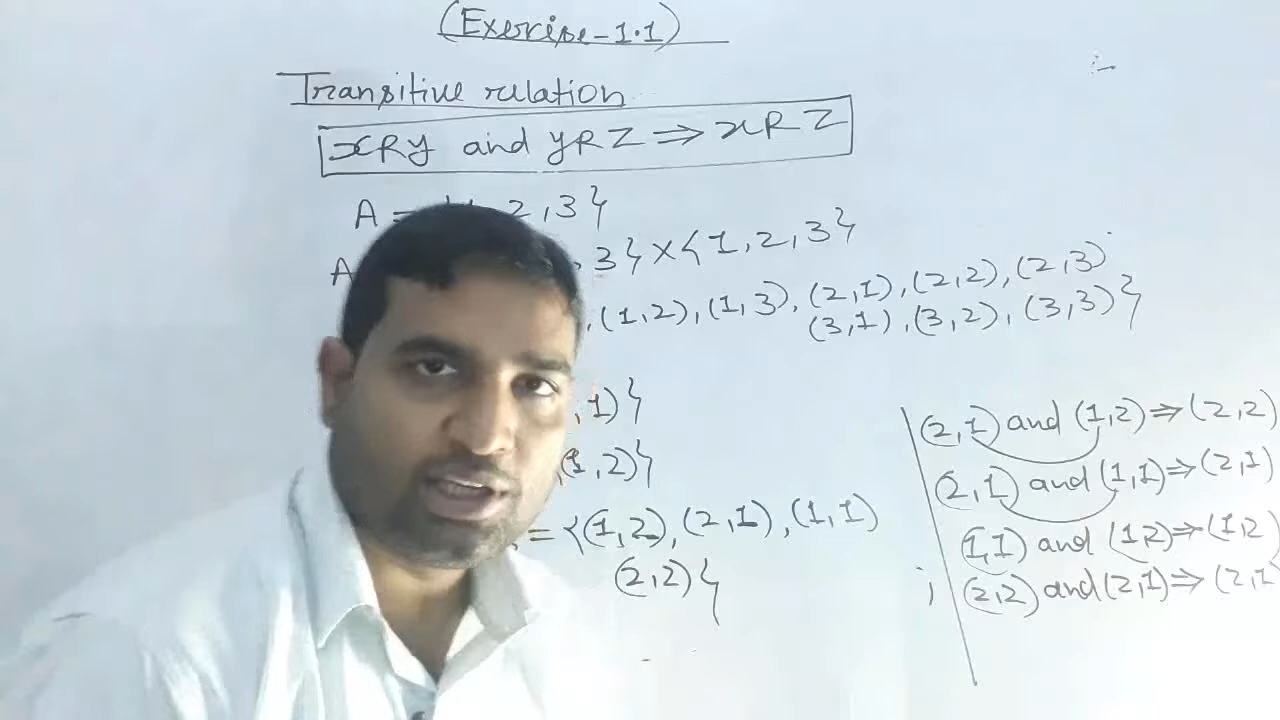 (Exercise-1.1)
Transitive relation
xRy and yRZ ⇒ xRZ
A = 2,3}
A 3} × {1,2,3}
,(1,2),(1,3),(2,1),(2,2),(2,3)
(3,1),(3,2),(3,3)}
,1)}
(1,2)}
= {(1,2),(2,1),(1,1)
(2,2)}
(2,1) and (1,2) ⇒ (2,2)
(2,1) and (1,1) ⇒ (2,1)
(1,1) and (1,2) ⇒ (1,2)
(2,2) and (2,1) ⇒ (2,1